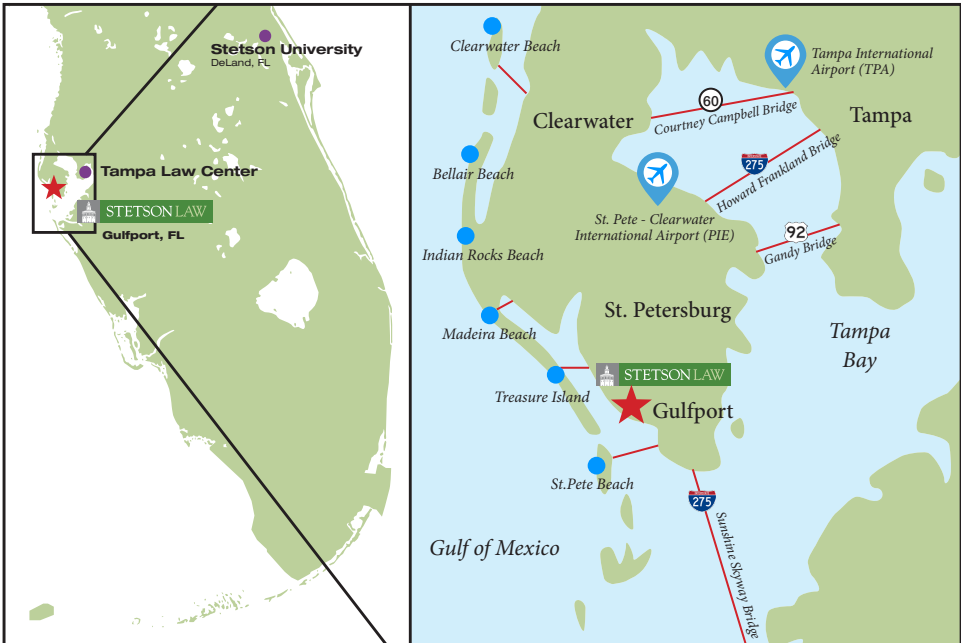 Stetson University
DeLand, FL
Tampa Law Center
STETSON LAW
Gulfport, FL
Clearwater Beach
Tampa International
Airport (TPA)
60
Courtney Campbell Bridge
Clearwater
Tampa
Bellair Beach
275
Howard Frankland Bridge
St. Pete - Clearwater
International Airport (PIE)
92
Gandy Bridge
Indian Rocks Beach
St. Petersburg
Madeira Beach
Tampa
Bay
STETSON LAW
Treasure Island
Gulfport
St.Pete Beach
275
Sunshine Skyway Bridge
Gulf of Mexico